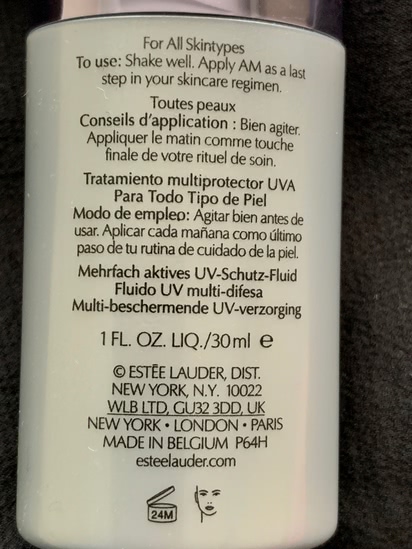 For All Skintypes
To use: Shake well. Apply AM as a last
step in your skincare regimen.
Toutes peaux
Conseils d'application : Bien agiter.
Appliquer le matin comme touche
finale de votre rituel de soin.
Tratamiento multiprotector UVA
Para Todo Tipo de Piel
Modo de empleo: Agitar bien antes de
usar. Aplicar cada mañana como último
paso de tu rutina de cuidado de la piel.
Mehrfach aktives UV-Schutz-Fluid
Fluido UV multi-difesa
Multi-beschermende UV-verzorging
1 FL. OZ. LIQ./30 ml ℮
© ESTĒE LAUDER, DIST.
NEW YORK, N.Y. 10022
WLB LTD, GU32 3DD, UK
NEW YORK • LONDON • PARIS
MADE IN BELGIUM P64H
esteelauder.com
24M